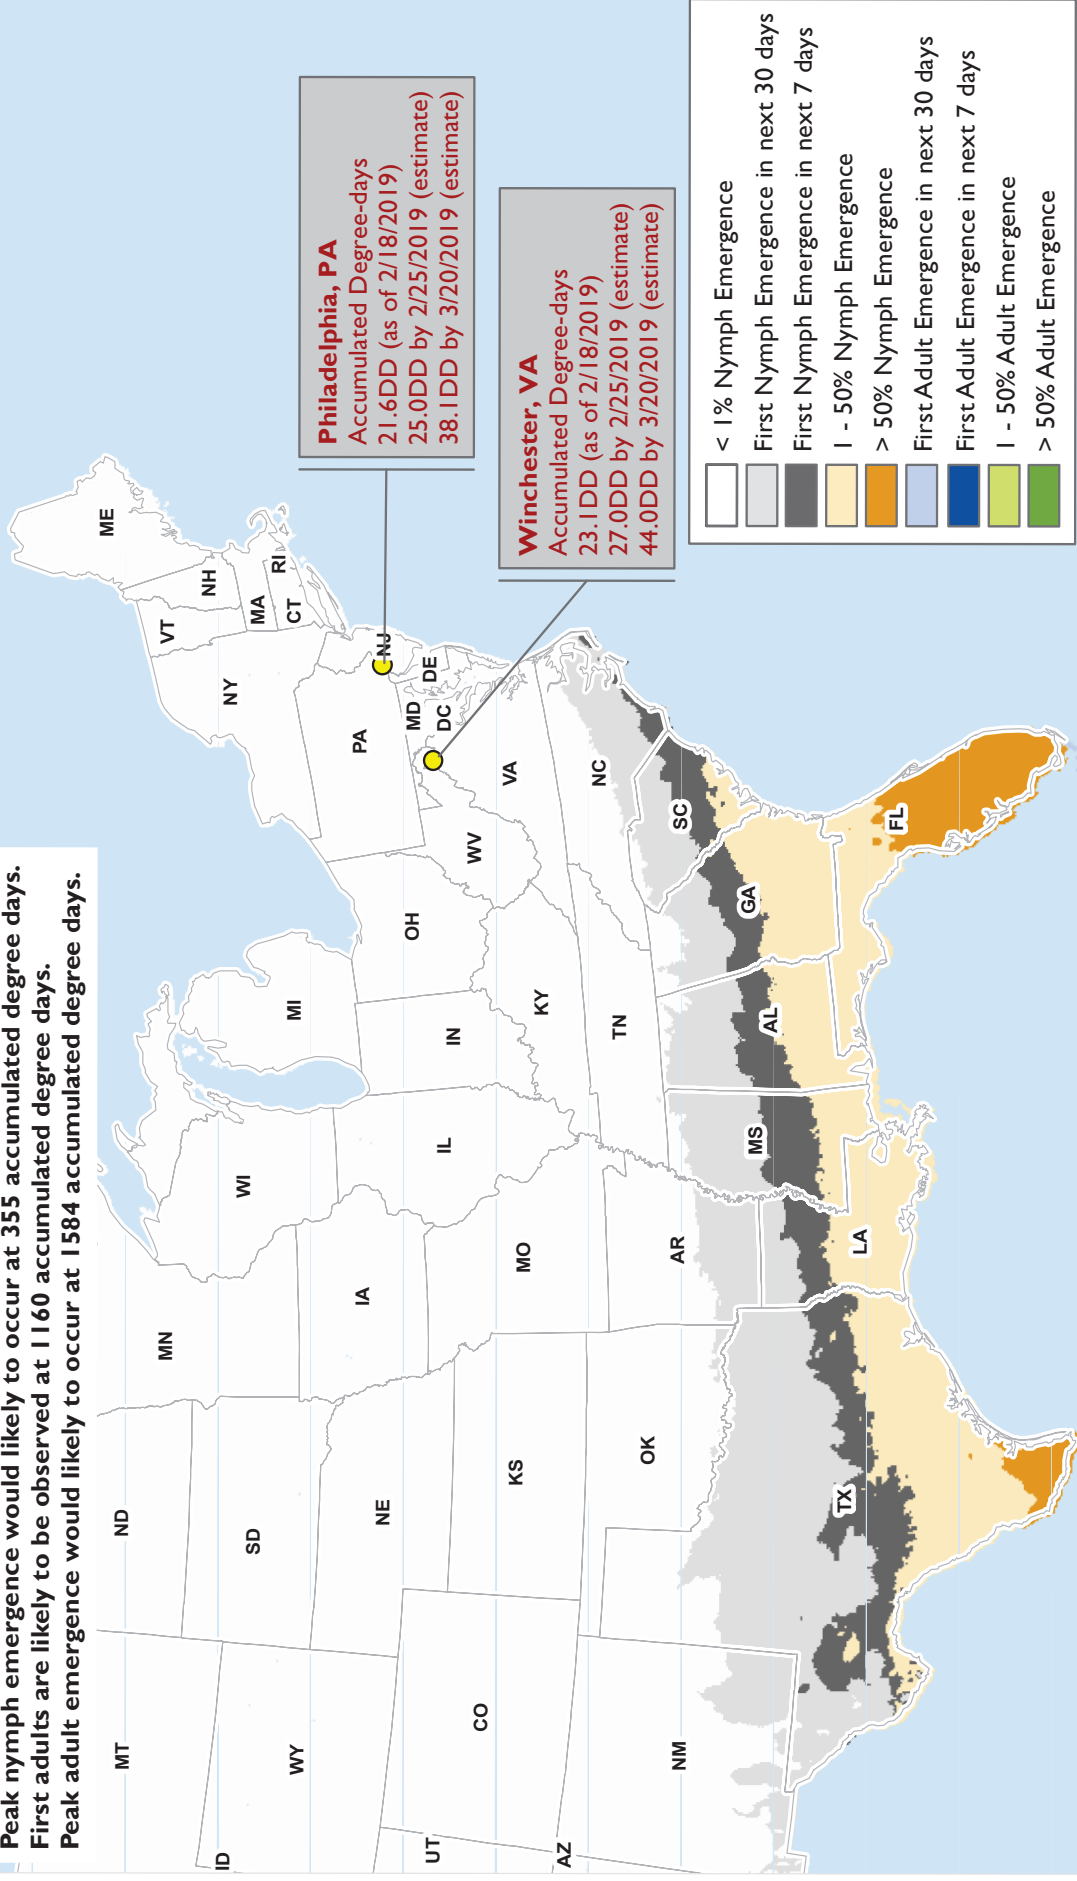 Peak nymph emergence would likely to occur at 355 accumulated degree days.
First adults are likely to be observed at 1160 accumulated degree days.
Peak adult emergence would likely to occur at 1584 accumulated degree days.
Philadelphia, PA
Accumulated Degree-days
21.6DD (as of 2/18/2019)
25.0DD by 2/25/2019 (estimate)
38.1DD by 3/20/2019 (estimate)
Winchester, VA
Accumulated Degree-days
23.1DD (as of 2/18/2019)
27.0DD by 2/25/2019 (estimate)
44.0DD by 3/20/2019 (estimate)
ME
VT
NH
MA
RI
CT
NY
NJ
PA
MD
DE
DC
MT
ND
MN
WI
MI
ID
WY
SD
IA
NE
IL
IN
OH
WV
VA
UT
CO
KS
MO
KY
AZ
NM
OK
AR
TN
NC
SC
MS
AL
GA
TX
LA
FL
< 1% Nymph Emergence
First Nymph Emergence in next 30 days
First Nymph Emergence in next 7 days
1 - 50% Nymph Emergence
> 50% Nymph Emergence
First Adult Emergence in next 30 days
First Adult Emergence in next 7 days
1 - 50% Adult Emergence
> 50% Adult Emergence